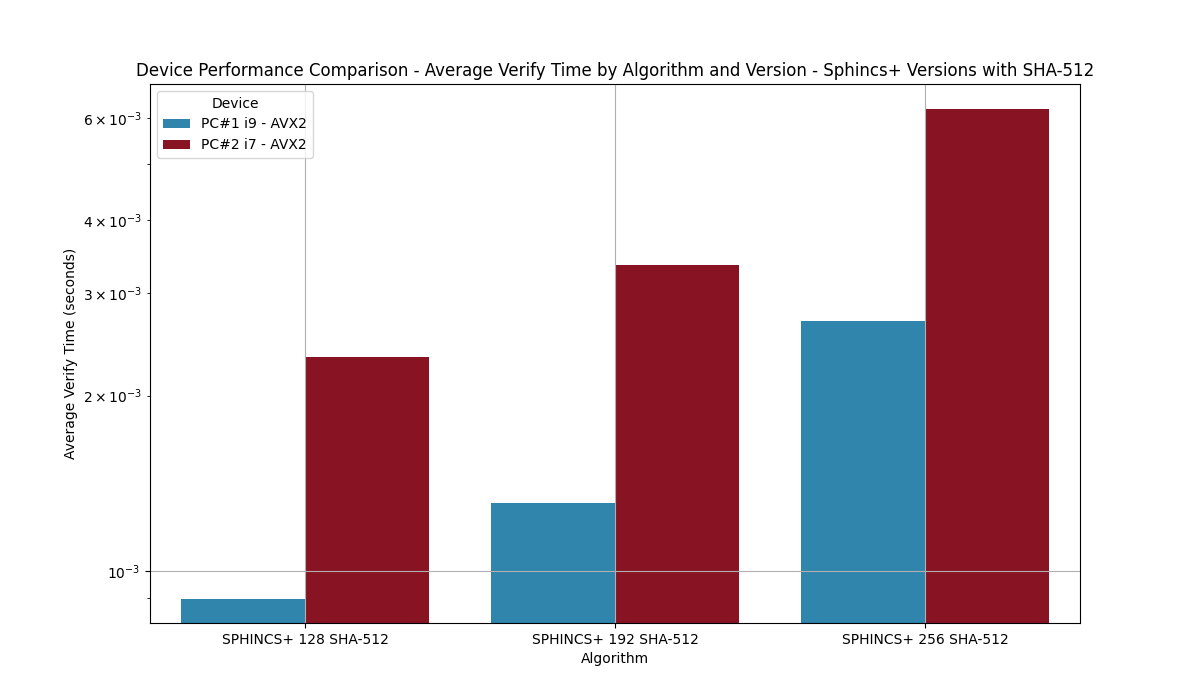 Device Performance Comparison - Average Verify Time by Algorithm and Version - Sphincs+ Versions with SHA-512
Device
PC#1 i9 - AVX2
PC#2 i7 - AVX2
6 × 10⁻³
4 × 10⁻³
3 × 10⁻³
2 × 10⁻³
10⁻³
Average Verify Time (seconds)
SPHINCS+ 128 SHA-512
SPHINCS+ 192 SHA-512
SPHINCS+ 256 SHA-512
Algorithm